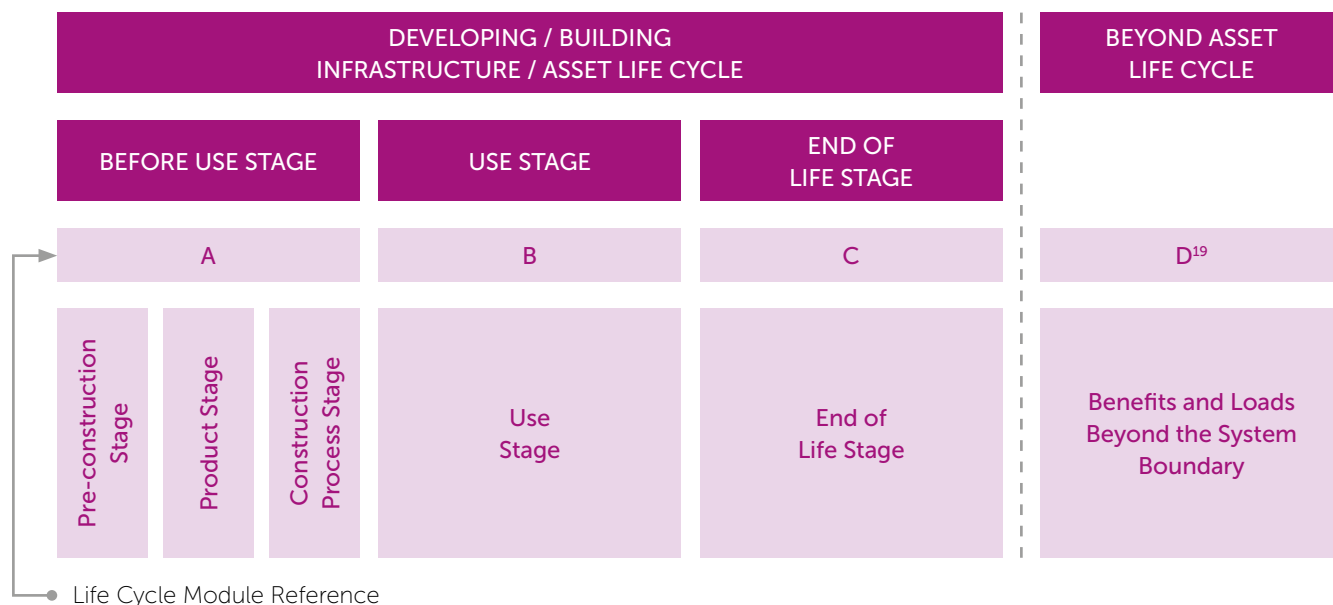 DEVELOPING / BUILDING
INFRASTRUCTURE / ASSET LIFE CYCLE
BEYOND ASSET
LIFE CYCLE
BEFORE USE STAGE
USE STAGE
END OF
LIFE STAGE
A
B
C
D¹⁹
Pre-construction
Stage
Product Stage
Construction
Process Stage
Use
Stage
End of
Life Stage
Benefits and Loads
Beyond the System
Boundary
Life Cycle Module Reference